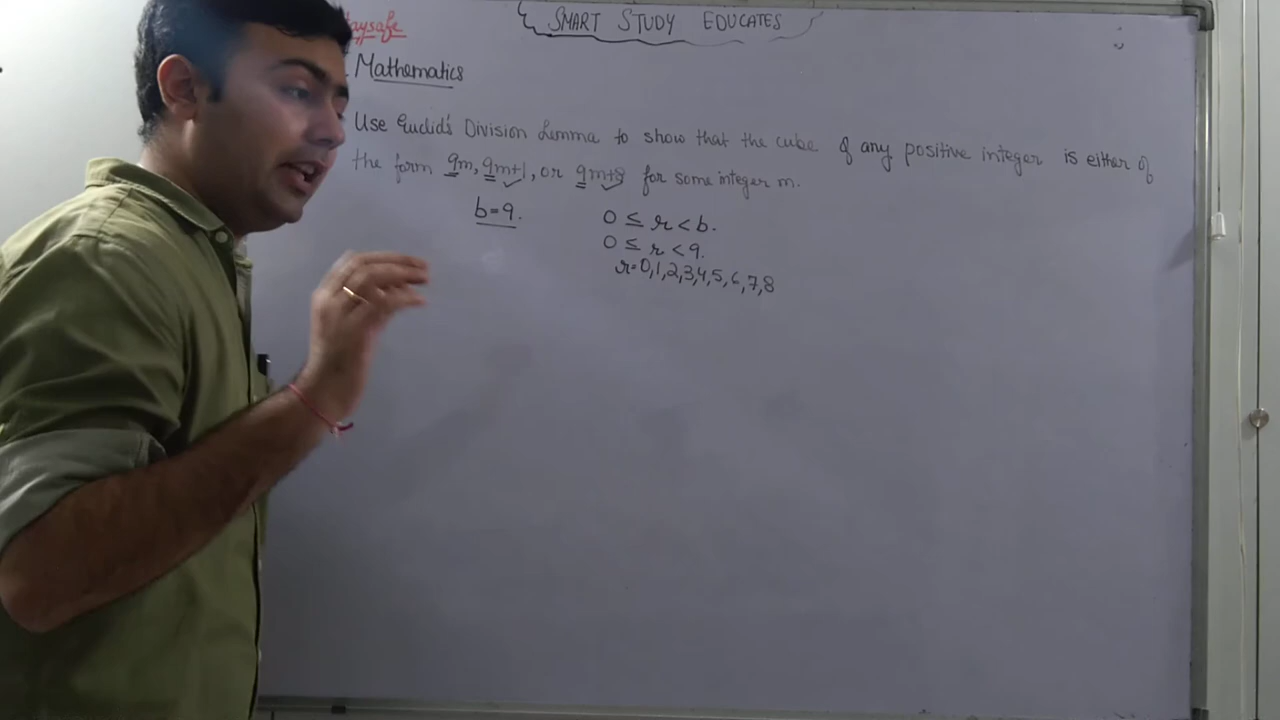 SMART STUDY EDUCATES
#staysafe
Mathematics
Use Euclid's Division Lemma to show that the cube of any positive integer is either of
the form 9m, 9m+1, or 9m+8 for some integer m.
b=9.
0 ≤ r < b.
0 ≤ r < 9.
r=0,1,2,3,4,5,6,7,8